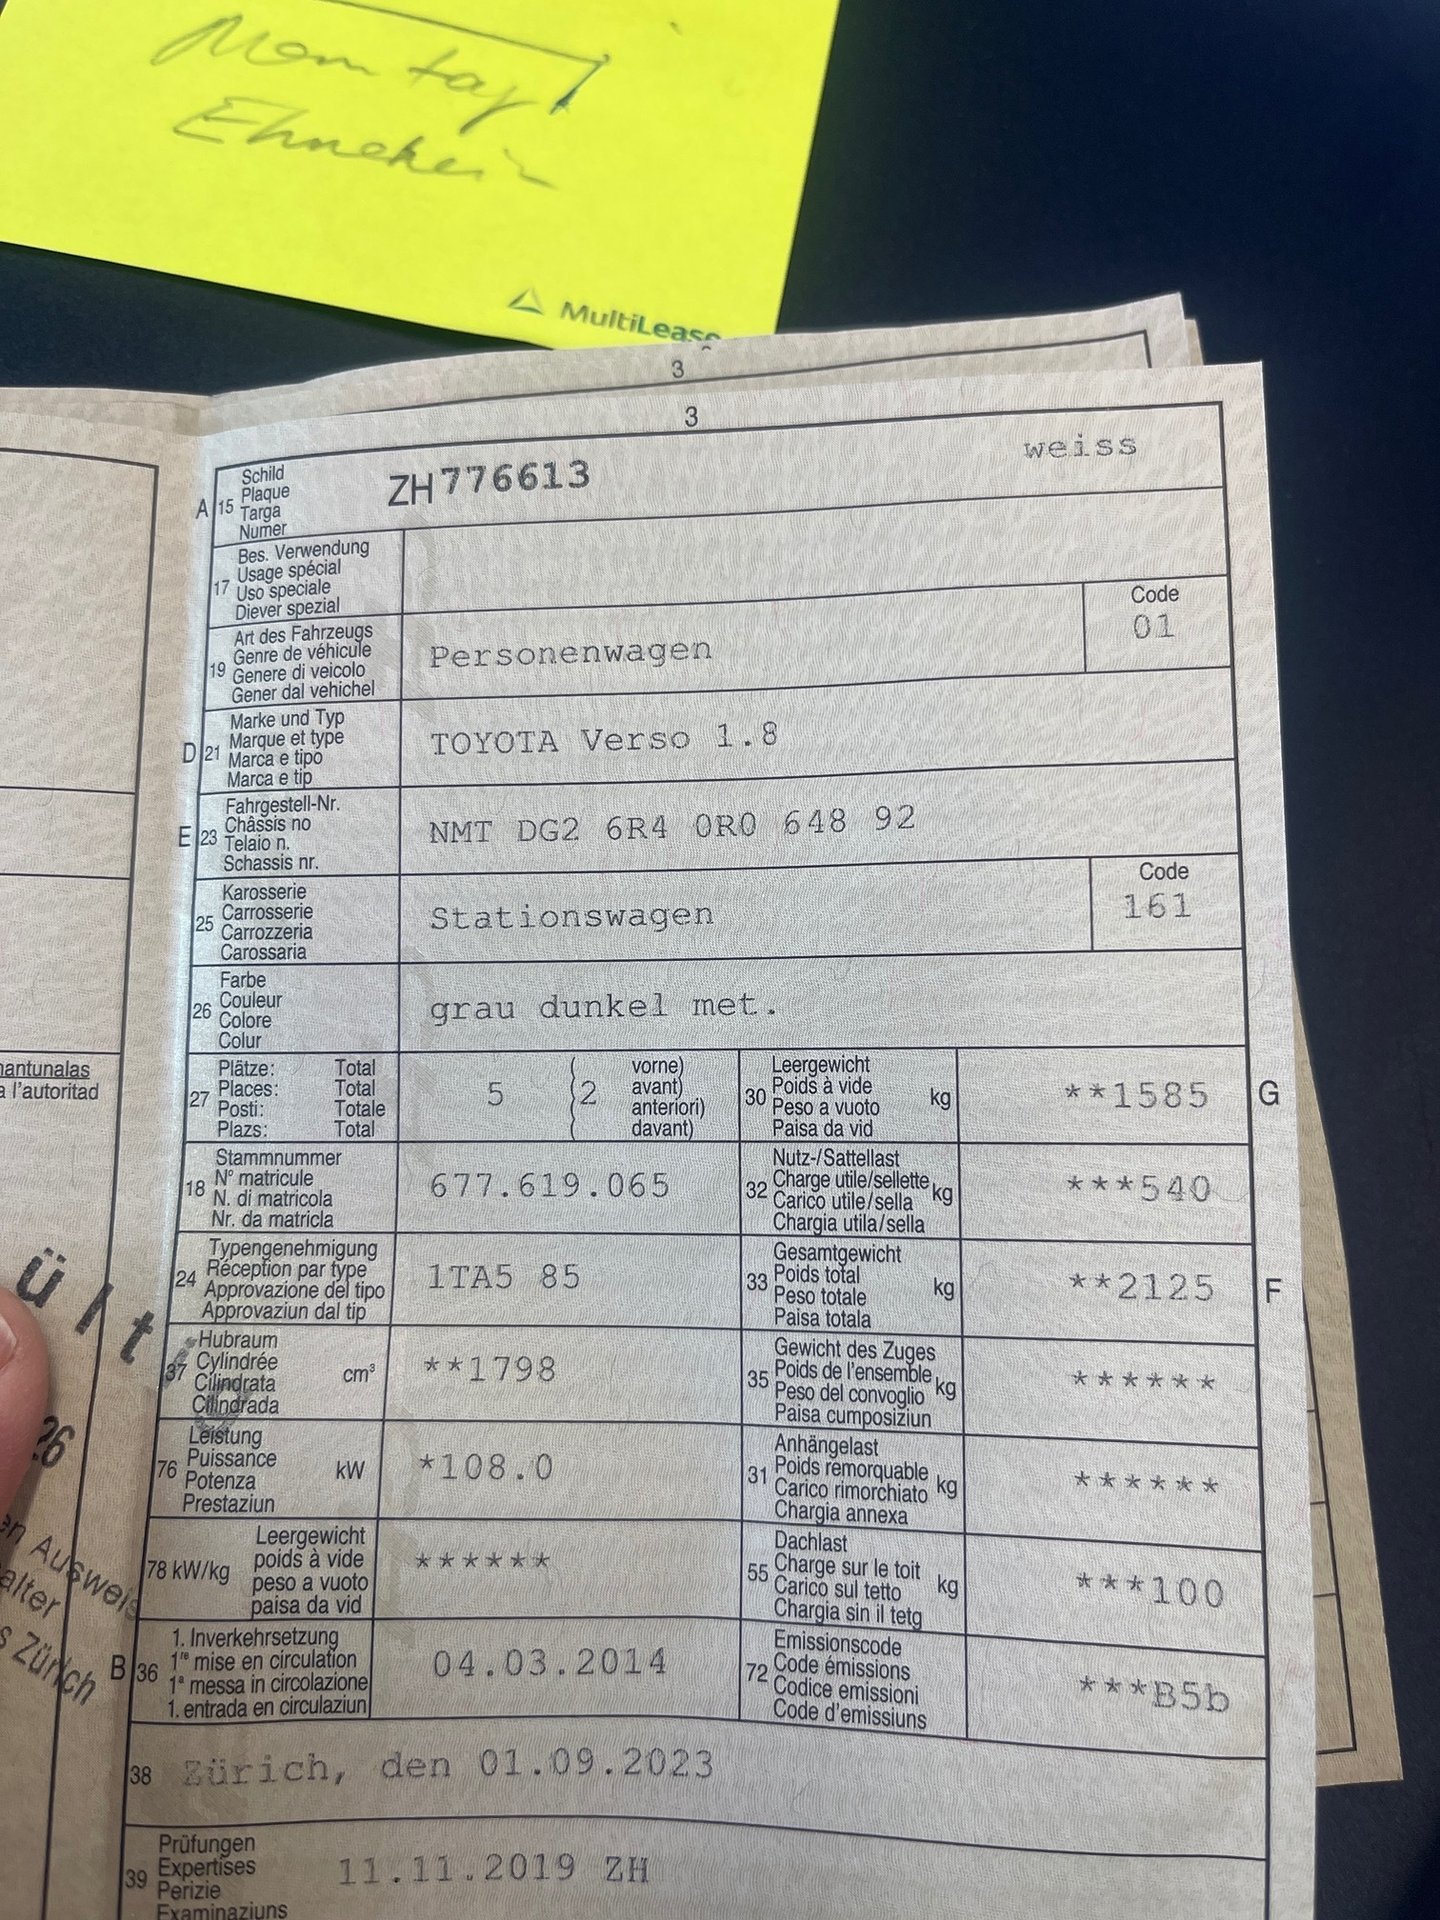 Montag
MultiLease
3
3
A 15 Schild
Plaque
Targa
Numer
ZH 776613
weiss
17 Bes. Verwendung
Usage spécial
Uso speciale
Diever spezial
19 Art des Fahrzeugs
Genre de véhicule
Genere di veicolo
Gener dal vehichel
Personenwagen
Code
01
D 21 Marke und Typ
Marque et type
Marca e tipo
Marca e tip
TOYOTA Verso 1.8
E 23 Fahrgestell-Nr.
Châssis no
Telaio n.
Schassis nr.
NMT DG2 6R4 0R0 648 92
25 Karosserie
Carrosserie
Carrozzeria
Carossaria
Stationswagen
Code
161
26 Farbe
Couleur
Colore
Colur
grau dunkel met.
27 Plätze: Total
Places: Total
Posti: Totale
Plazs: Total
5 2 vorne)
avant)
anteriori)
davant)
30 Leergewicht
Poids à vide
Peso a vuoto
Paisa da vid
kg **1585 G
18 Stammnummer
N° matricule
N. di matricola
Nr. da matricla
677.619.065
32 Nutz-/Sattellast
Charge utile/sellette
Carico utile/sella
Chargia utila/sella
kg ***540
24 Typengenehmigung
Réception par type
Approvazione del tipo
Approvaziun dal tip
1TA5 85
33 Gesamtgewicht
Poids total
Peso totale
Paisa totala
kg **2125 F
37 Hubraum
Cylindrée
Cilindrata
Cilindrada
cm³ **1798
35 Gewicht des Zuges
Poids de l'ensemble
Peso del convoglio
Paisa cumposiziun
kg ******
76 Leistung
Puissance
Potenza
Prestaziun
kW *108.0
31 Anhängelast
Poids remorquable
Carico rimorchiato
Chargia annexa
kg ******
78 kW/kg Leergewicht
poids à vide
peso a vuoto
paisa da vid
******
55 Dachlast
Charge sur le toit
Carico sul tetto
Chargia sin il tetg
kg ***100
B 36 1. Inverkehrsetzung
1re mise en circulation
1a messa in circolazione
1. entrada en circulaziun
04.03.2014
72 Emissionscode
Code émissions
Codice emissioni
Code d'emissiuns
***B5b
38 Zürich, den 01.09.2023
39 Prüfungen
Expertises
Perizie
Examinaziuns
11.11.2019 ZH
antunalas
a l'autoritad
ült
26
en Ausweis
alter
s Zürich